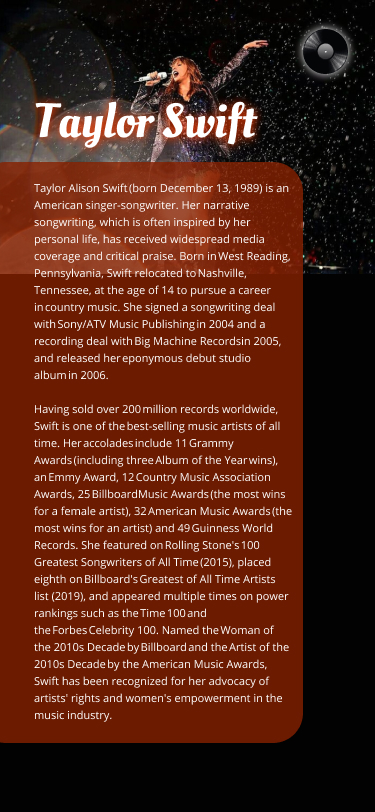 Taylor Swift
Taylor Alison Swift (born December 13, 1989) is an
American singer-songwriter. Her narrative
songwriting, which is often inspired by her
personal life, has received widespread media
coverage and critical praise. Born in West Reading,
Pennsylvania, Swift relocated to Nashville,
Tennessee, at the age of 14 to pursue a career
in country music. She signed a songwriting deal
with Sony/ATV Music Publishing in 2004 and a
recording deal with Big Machine Recordsin 2005,
and released her eponymous debut studio
album in 2006.
Having sold over 200 million records worldwide,
Swift is one of the best-selling music artists of all
time. Her accolades include 11 Grammy
Awards (including three Album of the Year wins),
an Emmy Award, 12 Country Music Association
Awards, 25 BillboardMusic Awards (the most wins
for a female artist), 32 American Music Awards (the
most wins for an artist) and 49 Guinness World
Records. She featured on Rolling Stone's 100
Greatest Songwriters of All Time (2015), placed
eighth on Billboard's Greatest of All Time Artists
list (2019), and appeared multiple times on power
rankings such as the Time 100 and
the Forbes Celebrity 100. Named the Woman of
the 2010s Decade by Billboard and the Artist of the
2010s Decade by the American Music Awards,
Swift has been recognized for her advocacy of
artists' rights and women's empowerment in the
music industry.